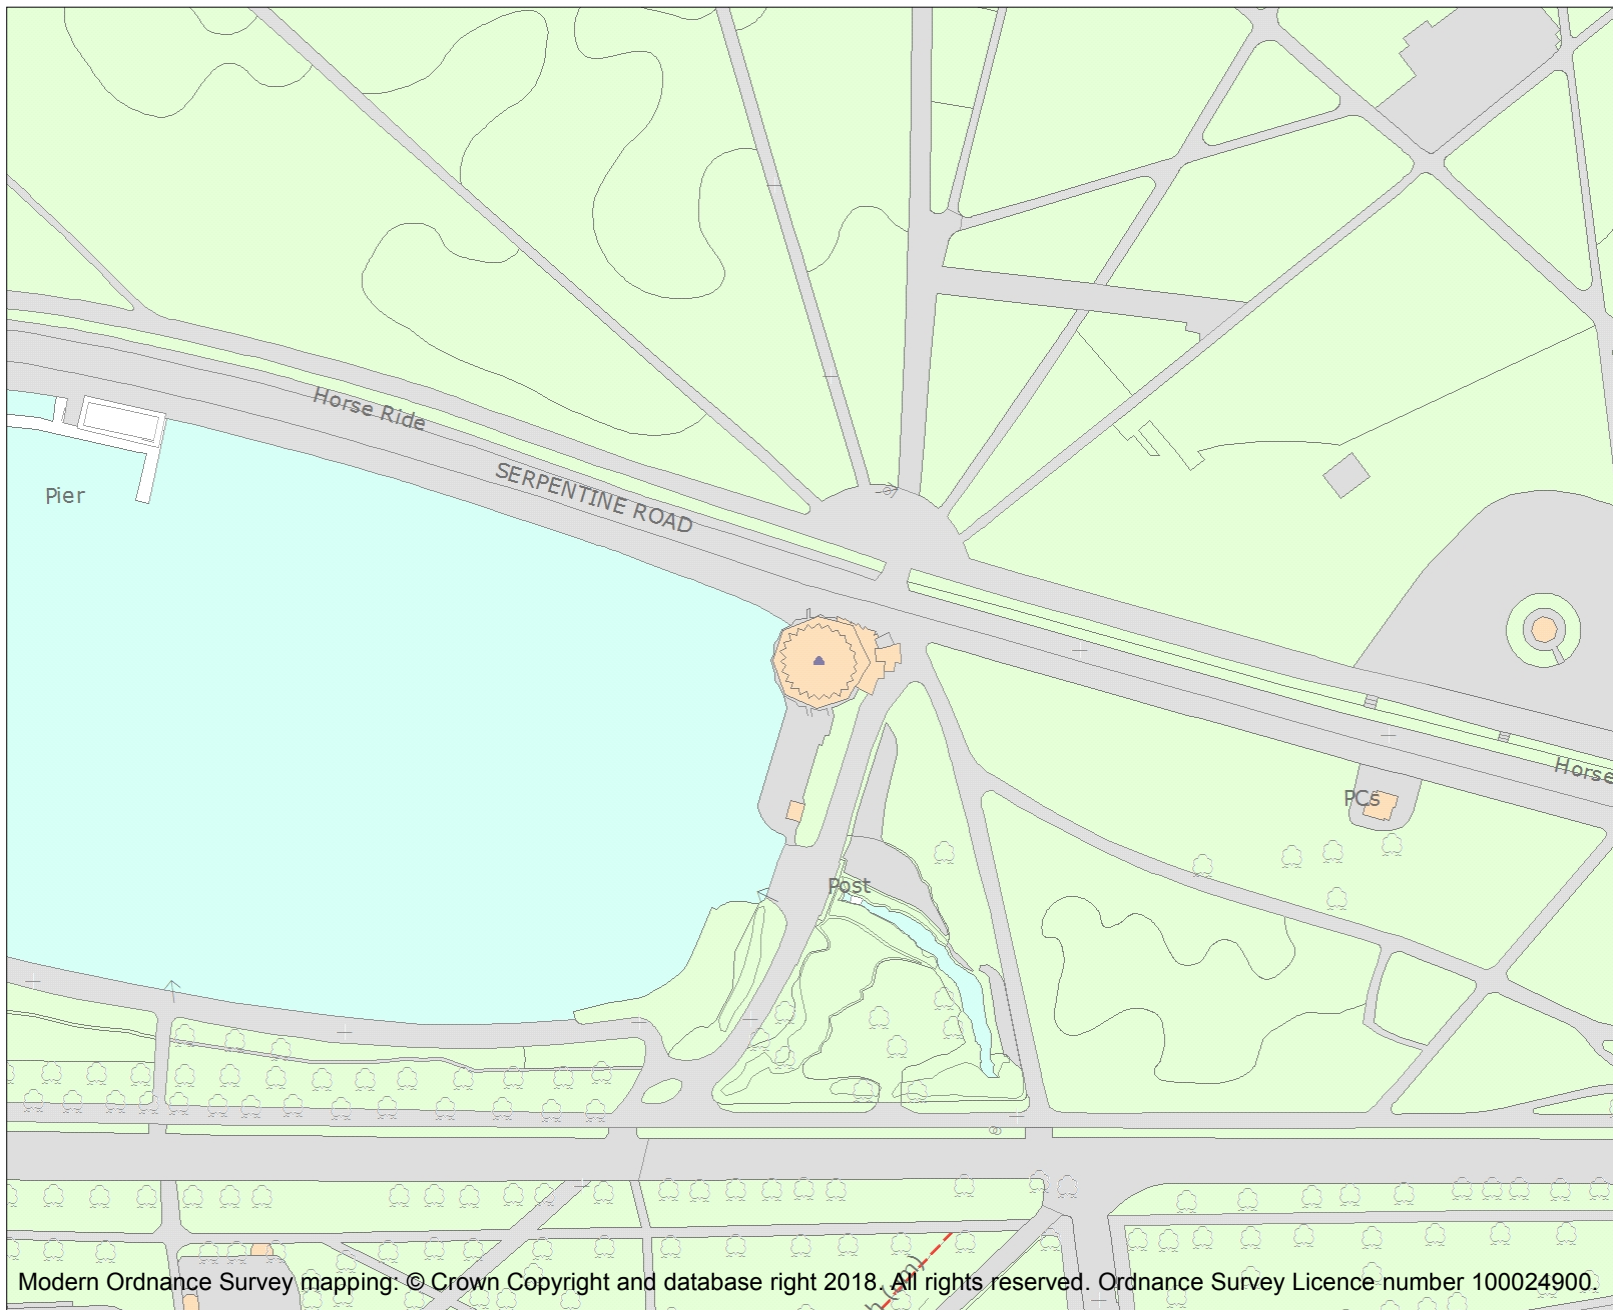 Horse Ride
SERPENTINE ROAD
Pier
Horse
PCs
Post
Modern Ordnance Survey mapping: © Crown Copyright and database right 2018. All rights reserved. Ordnance Survey Licence number 100024900.